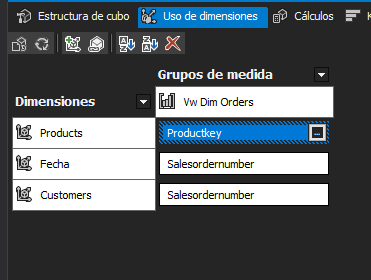 Estructura de cubo Uso de dimensiones Cálculos
Grupos de medida
Dimensiones
Vw Dim Orders
Products Productkey ...
Fecha Salesordernumber
Customers Salesordernumber